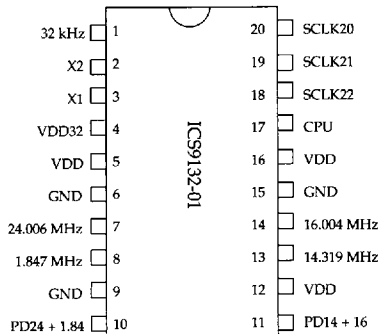 32 kHz 1 20 SCLK20
X2 2 19 SCLK21
X1 3 18 SCLK22
VDD32 4 17 CPU
VDD 5 16 VDD
GND 6 15 GND
24.006 MHz 7 14 16.004 MHz
1.847 MHz 8 13 14.319 MHz
GND 9 12 VDD
PD24 + 1.84 10 11 PD14 + 16
ICS9132-01